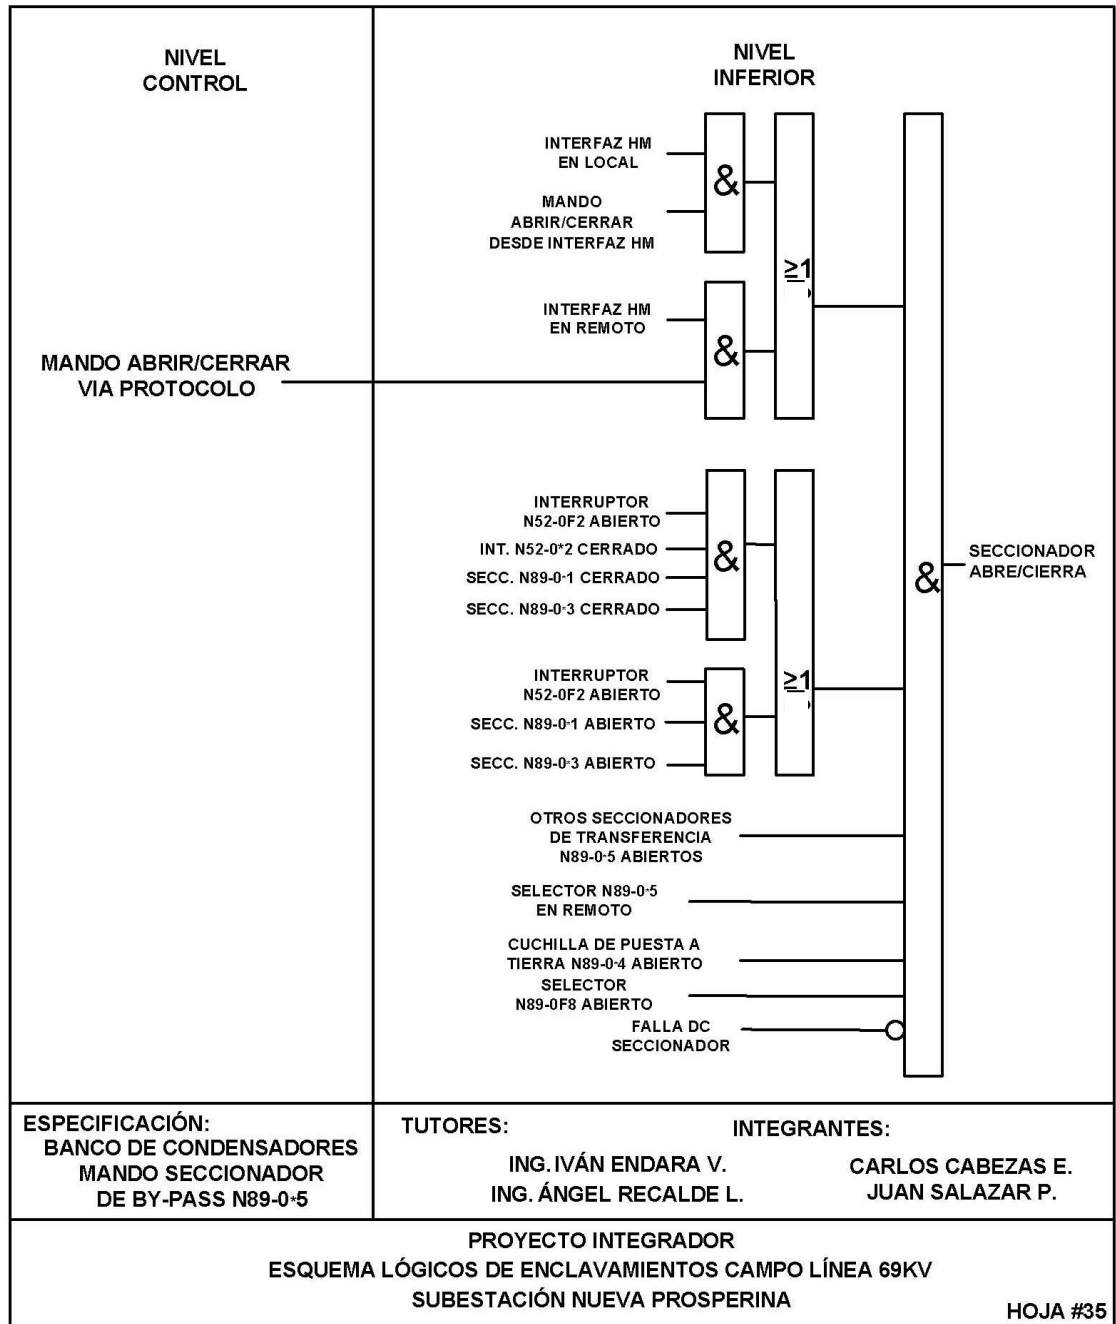 NIVEL
CONTROL
NIVEL
INFERIOR
INTERFAZ HM
EN LOCAL
&
MANDO
ABRIR/CERRAR
DESDE INTERFAZ HM
≥1
INTERFAZ HM
EN REMOTO
&
MANDO ABRIR/CERRAR
VIA PROTOCOLO
INTERRUPTOR
N52-0F2 ABIERTO
INT. N52-0*2 CERRADO
SECC. N89-0*1 CERRADO
SECC. N89-0*3 CERRADO
&
&
SECCIONADOR
ABRE/CIERRA
INTERRUPTOR
N52-0F2 ABIERTO
SECC. N89-0*1 ABIERTO
SECC. N89-0*3 ABIERTO
&
≥1
OTROS SECCIONADORES
DE TRANSFERENCIA
N89-0*5 ABIERTOS
SELECTOR N89-0*5
EN REMOTO
CUCHILLA DE PUESTA A
TIERRA N89-0*4 ABIERTO
SELECTOR
N89-0F8 ABIERTO
FALLA DC
SECCIONADOR
ESPECIFICACIÓN:
BANCO DE CONDENSADORES
MANDO SECCIONADOR
DE BY-PASS N89-0*5
TUTORES:
ING. IVÁN ENDARA V.
ING. ÁNGEL RECALDE L.
INTEGRANTES:
CARLOS CABEZAS E.
JUAN SALAZAR P.
PROYECTO INTEGRADOR
ESQUEMA LÓGICOS DE ENCLAVAMIENTOS CAMPO LÍNEA 69KV
SUBESTACIÓN NUEVA PROSPERINA
HOJA #35